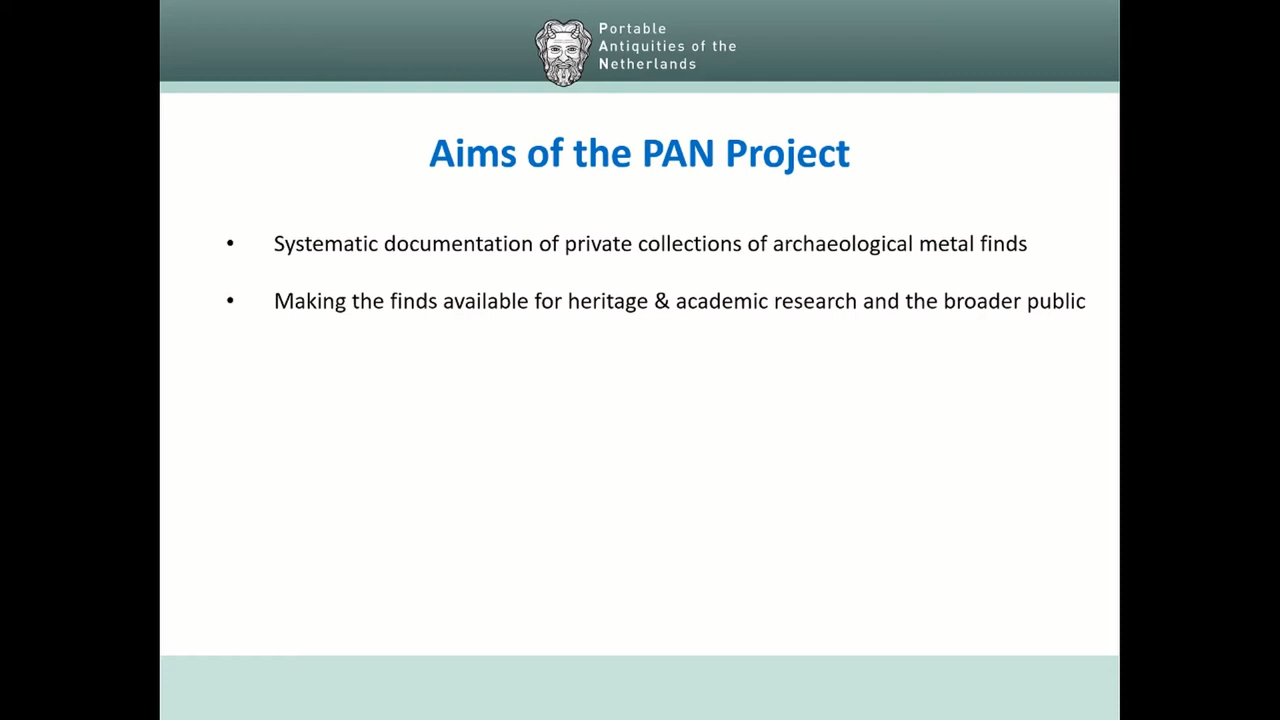 Portable
Antiquities of the
Netherlands
Aims of the PAN Project
• Systematic documentation of private collections of archaeological metal finds
• Making the finds available for heritage & academic research and the broader public